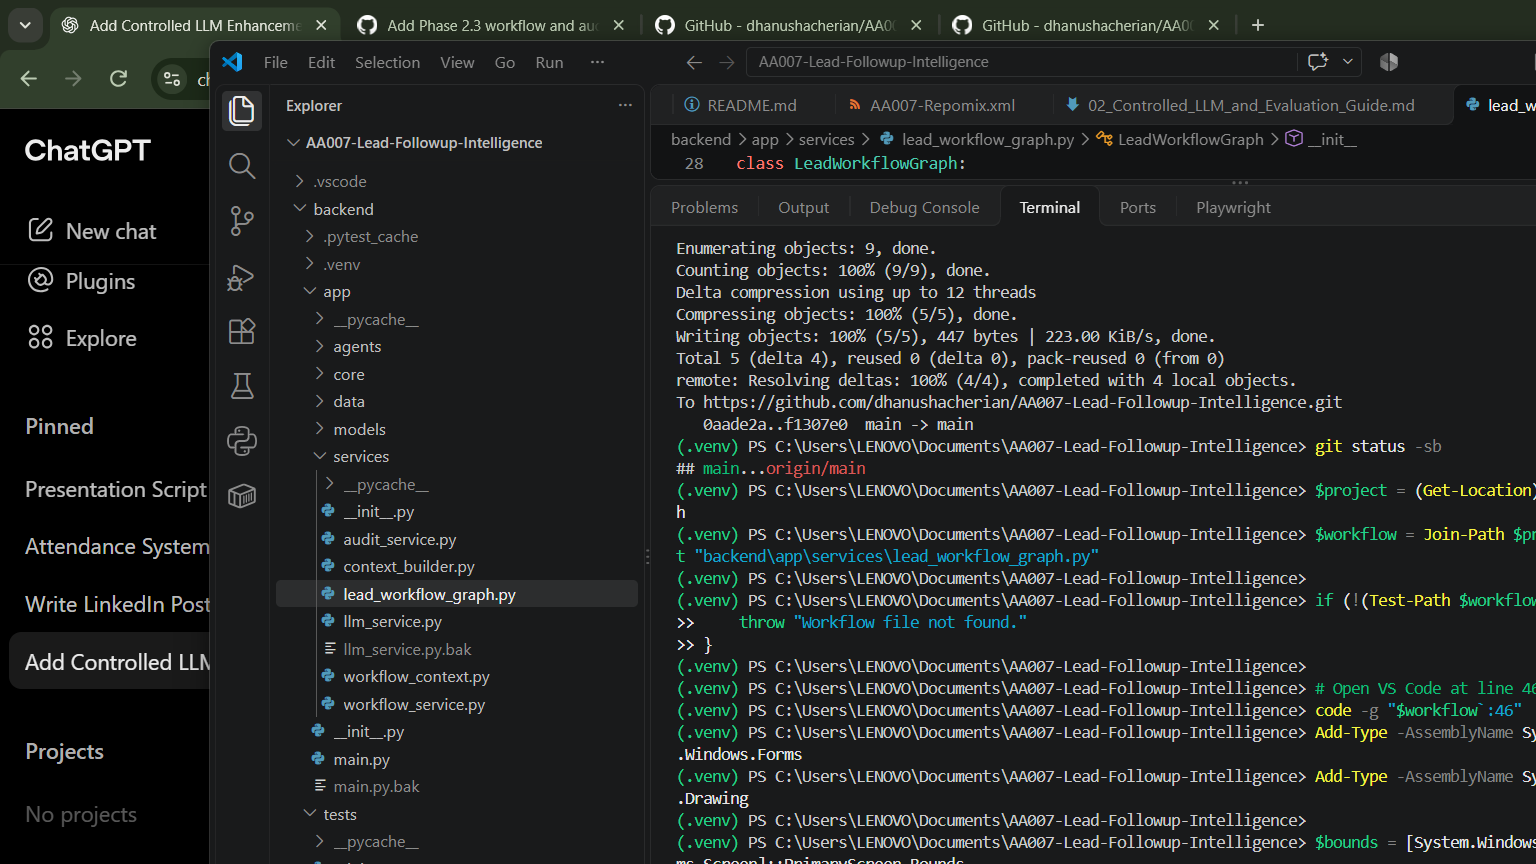 Add Controlled LLM Enhanceme
Add Phase 2.3 workflow and au
GitHub - dhanushacherian/AA00
GitHub - dhanushacherian/AA00
ch
File Edit Selection View Go Run ···
AA007-Lead-Followup-Intelligence
ChatGPT
New chat
Plugins
Explore
Pinned
Presentation Script
Attendance System
Write LinkedIn Post
Add Controlled LLM
Projects
No projects
Explorer
AA007-Lead-Followup-Intelligence
.vscode
backend
.pytest_cache
.venv
app
__pycache__
agents
core
data
models
services
__pycache__
__init__.py
audit_service.py
context_builder.py
lead_workflow_graph.py
llm_service.py
llm_service.py.bak
workflow_context.py
workflow_service.py
__init__.py
main.py
main.py.bak
tests
__pycache__
README.md
AA007-Repomix.xml
02_Controlled_LLM_and_Evaluation_Guide.md
lead_w
backend > app > services > lead_workflow_graph.py > LeadWorkflowGraph > __init__
28 class LeadWorkflowGraph:
Problems Output Debug Console Terminal Ports Playwright
Enumerating objects: 9, done.
Counting objects: 100% (9/9), done.
Delta compression using up to 12 threads
Compressing objects: 100% (5/5), done.
Writing objects: 100% (5/5), 447 bytes | 223.00 KiB/s, done.
Total 5 (delta 4), reused 0 (delta 0), pack-reused 0 (from 0)
remote: Resolving deltas: 100% (4/4), completed with 4 local objects.
To https://github.com/dhanushacherian/AA007-Lead-Followup-Intelligence.git
0aade2a..f1307e0 main -> main
(.venv) PS C:\Users\LENOVO\Documents\AA007-Lead-Followup-Intelligence> git status -sb
## main...origin/main
(.venv) PS C:\Users\LENOVO\Documents\AA007-Lead-Followup-Intelligence> $project = (Get-Location)
h
(.venv) PS C:\Users\LENOVO\Documents\AA007-Lead-Followup-Intelligence> $workflow = Join-Path $pr
t "backend\app\services\lead_workflow_graph.py"
(.venv) PS C:\Users\LENOVO\Documents\AA007-Lead-Followup-Intelligence>
(.venv) PS C:\Users\LENOVO\Documents\AA007-Lead-Followup-Intelligence> if (!(Test-Path $workflow
>> throw "Workflow file not found."
>> }
(.venv) PS C:\Users\LENOVO\Documents\AA007-Lead-Followup-Intelligence>
(.venv) PS C:\Users\LENOVO\Documents\AA007-Lead-Followup-Intelligence> # Open VS Code at line 46
(.venv) PS C:\Users\LENOVO\Documents\AA007-Lead-Followup-Intelligence> code -g "$workflow`:46"
(.venv) PS C:\Users\LENOVO\Documents\AA007-Lead-Followup-Intelligence> Add-Type -AssemblyName Sy
.Windows.Forms
(.venv) PS C:\Users\LENOVO\Documents\AA007-Lead-Followup-Intelligence> Add-Type -AssemblyName Sy
.Drawing
(.venv) PS C:\Users\LENOVO\Documents\AA007-Lead-Followup-Intelligence>
(.venv) PS C:\Users\LENOVO\Documents\AA007-Lead-Followup-Intelligence> $bounds = [System.Window
ms.Screen]::PrimaryScreen.Bounds